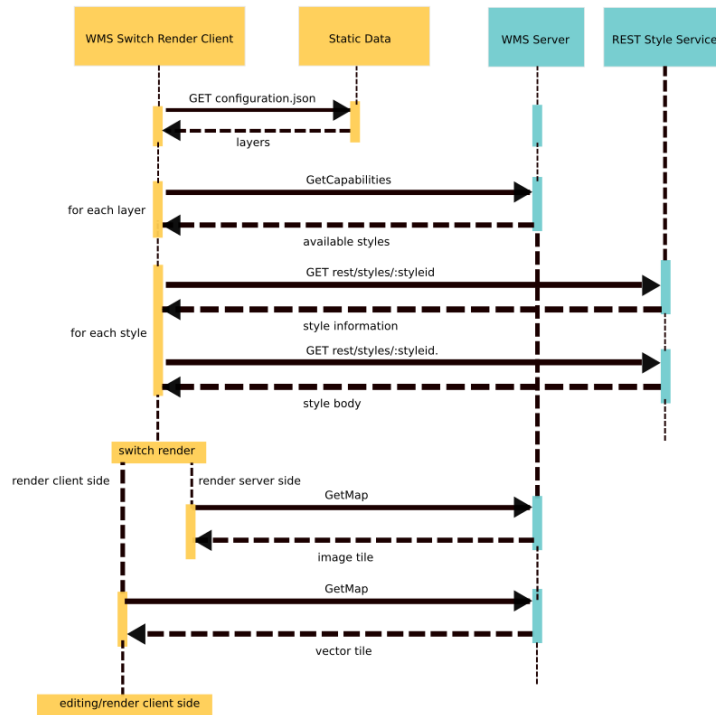 WMS Switch Render Client
Static Data
WMS Server
REST Style Service
GET configuration.json
layers
GetCapabilities
for each layer
available styles
GET rest/styles/:styleid
style information
for each style
GET rest/styles/:styleid.
style body
switch render
render client side
render server side
GetMap
image tile
GetMap
vector tile
editing/render client side